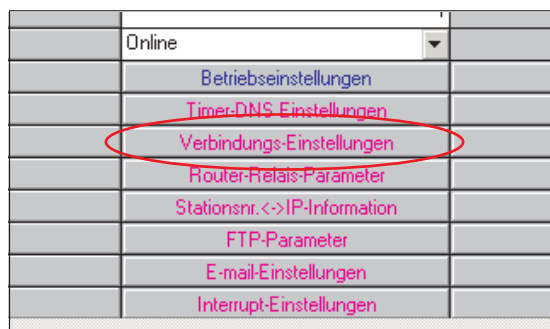 Online
Betriebseinstellungen
Timer-DNS-Einstellungen
Verbindungs-Einstellungen
Router-Relais-Parameter
Stationsnr.<->IP-Information
FTP-Parameter
E-mail-Einstellungen
Interrupt-Einstellungen